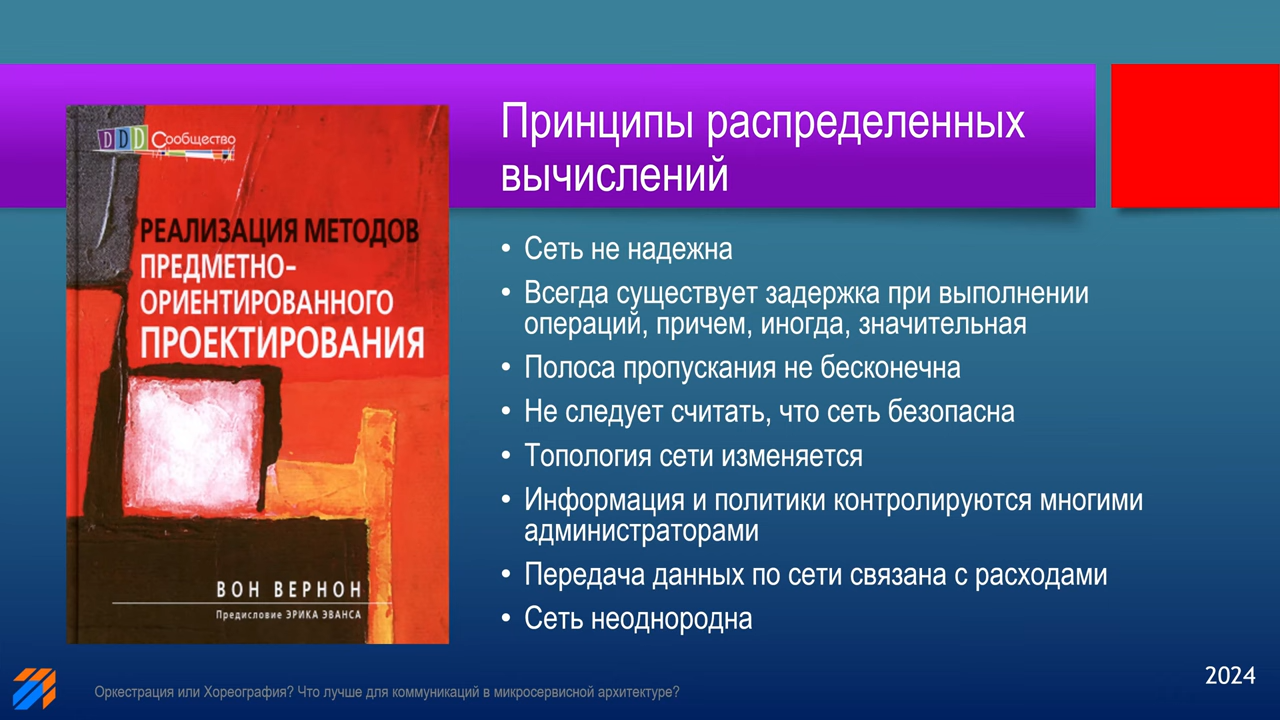 DDD Сообщество
РЕАЛИЗАЦИЯ МЕТОДОВ
ПРЕДМЕТНО-
ОРИЕНТИРОВАННОГО
ПРОЕКТИРОВАНИЯ
ВОН ВЕРНОН
Предисловие ЭРИКА ЭВАНСА
Принципы распределенных
вычислений
• Сеть не надежна
• Всегда существует задержка при выполнении
операций, причем, иногда, значительная
• Полоса пропускания не бесконечна
• Не следует считать, что сеть безопасна
• Топология сети изменяется
• Информация и политики контролируются многими
администраторами
• Передача данных по сети связана с расходами
• Сеть неоднородна
Оркестрация или Хореография? Что лучше для коммуникаций в микросервисной архитектуре?
2024